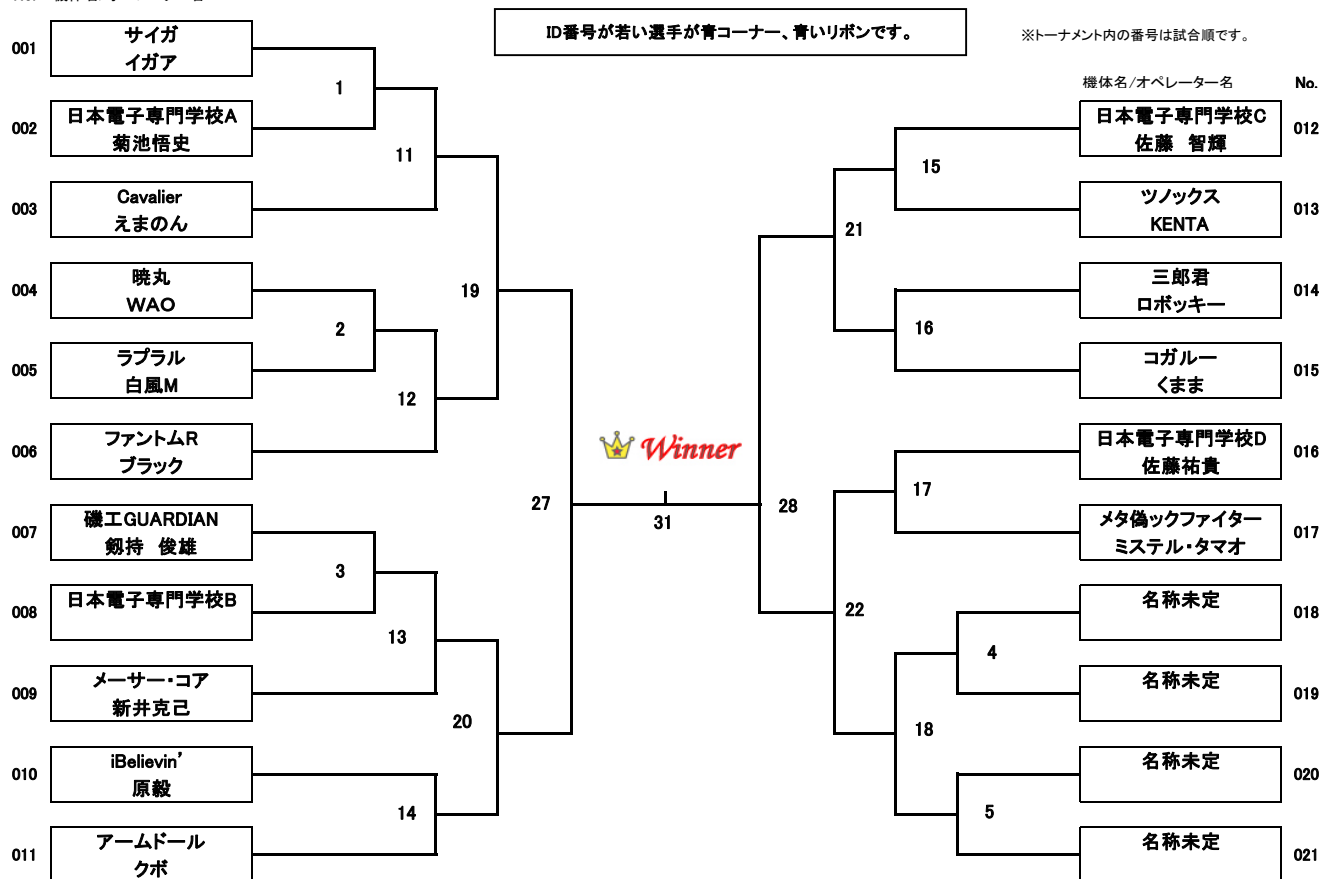 ID番号が若い選手が青コーナー、青いリボンです。
※トーナメント内の番号は試合順です。
001
サイガ
イガア
002
日本電子専門学校A
菊池悟史
003
Cavalier
えまのん
004
暁丸
WAO
005
ラプラル
白風M
006
ファントムR
ブラック
007
磯工GUARDIAN
剱持 俊雄
008
日本電子専門学校B
009
メーサー・コア
新井克己
010
iBelievin’
原毅
011
アームドール
クボ
1
2
3
11
12
13
14
19
20
27
Winner
31
28
21
22
15
16
17
18
4
5
機体名/オペレーター名
No.
日本電子専門学校C
佐藤 智輝
012
ツノックス
KENTA
013
三郎君
ロボッキー
014
コガルー
くまま
015
日本電子専門学校D
佐藤祐貴
016
メタ偽ックファイター
ミステル・タマオ
017
名称未定
018
名称未定
019
名称未定
020
名称未定
021